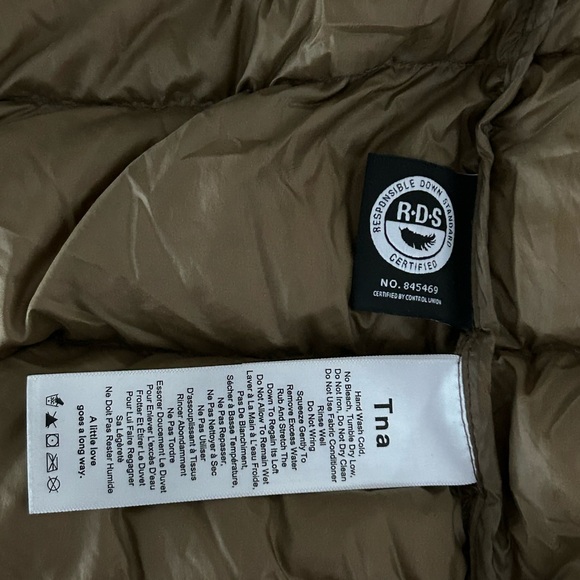 RESPONSIBLE DOWN STANDARD
R·D·S
CERTIFIED
NO. 845469
CERTIFIED BY CONTROL UNION
Tna
Hand Wash Cold,
No Bleach, Tumble Dry Low,
Do Not Iron, Do Not Dry Clean
Do Not Use Fabric Conditioner
Rinse Well
Do Not Wring
Squeeze Gently To
Remove Excess Water
Rub And Stretch The
Down To Regain Its Loft
Do Not Allow To Remain Wet
Laver À La Main À L'eau Froide,
Pas De Blanchiment,
Sécher À Basse Température,
Ne Pas Repasser,
Ne Pas Nettoyer À Sec
Ne Pas Utiliser
D'assouplissant À Tissus
Rincer Abondamment
Ne Pas Tordre
Essorer Doucement Le Duvet
Pour Enlever L'excès D'eau
Frotter Et Étirer Le Duvet
Pour Lui Faire Regagner
Sa Légèreté
Ne Doit Pas Rester Humide
A little love
goes a long way.